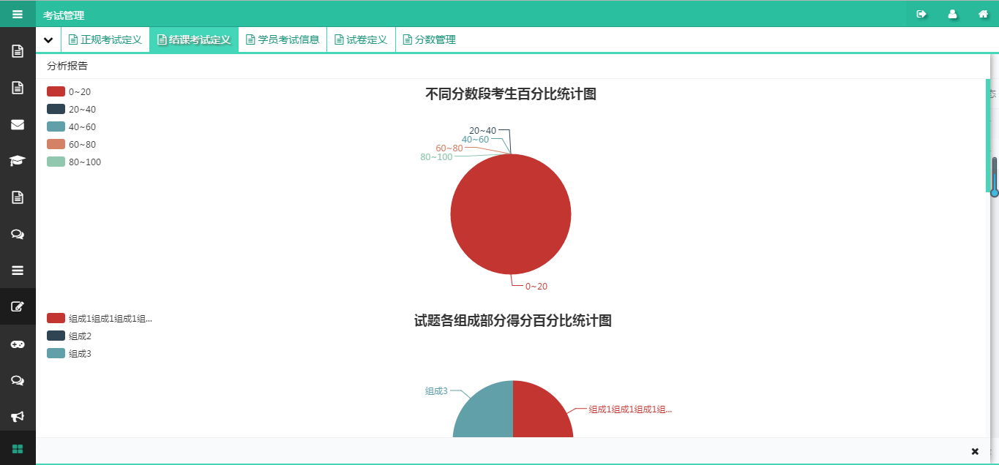 考试管理
正规考试定义 结课考试定义 学员考试信息 试卷定义 分数管理
分析报告
不同分数段考生百分比统计图
0~20
20~40
40~60
60~80
80~100
20~40
40~60
60~80
80~100
0~20
试题各组成部分得分百分比统计图
组成1组成1组成1组...
组成2
组成3
组成3
组成1组成1组成1组...